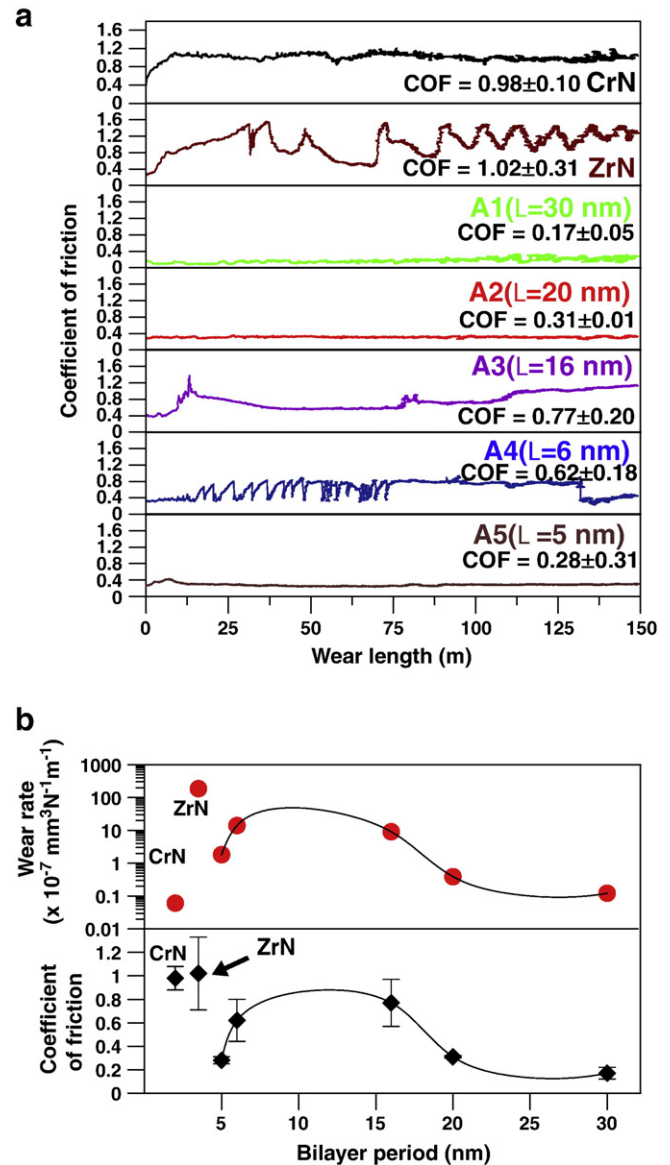 a
Coefficient of friction
1.6
1.2
0.8
0.4
0
COF = 0.98±0.10 CrN
1.6
1.2
0.8
0.4
0
COF = 1.02±0.31 ZrN
1.6
1.2
0.8
0.4
0
A1(L=30 nm)
COF = 0.17±0.05
1.6
1.2
0.8
0.4
0
A2(L=20 nm)
COF = 0.31±0.01
1.6
1.2
0.8
0.4
0
A3(L=16 nm)
COF = 0.77±0.20
1.6
1.2
0.8
0.4
0
A4(L=6 nm)
COF = 0.62±0.18
1.6
1.2
0.8
0.4
0
A5(L =5 nm)
COF = 0.28±0.31
0 25 50 75 100 125 150
Wear length (m)
b
Wear rate
(x 10⁻⁷ mm³N⁻¹m⁻¹)
1000
100
10
1
0.1
0.01
ZrN
CrN
Coefficient
of friction
1.2
1
0.8
0.6
0.4
0.2
0
CrN
ZrN
5 10 15 20 25 30
Bilayer period (nm)